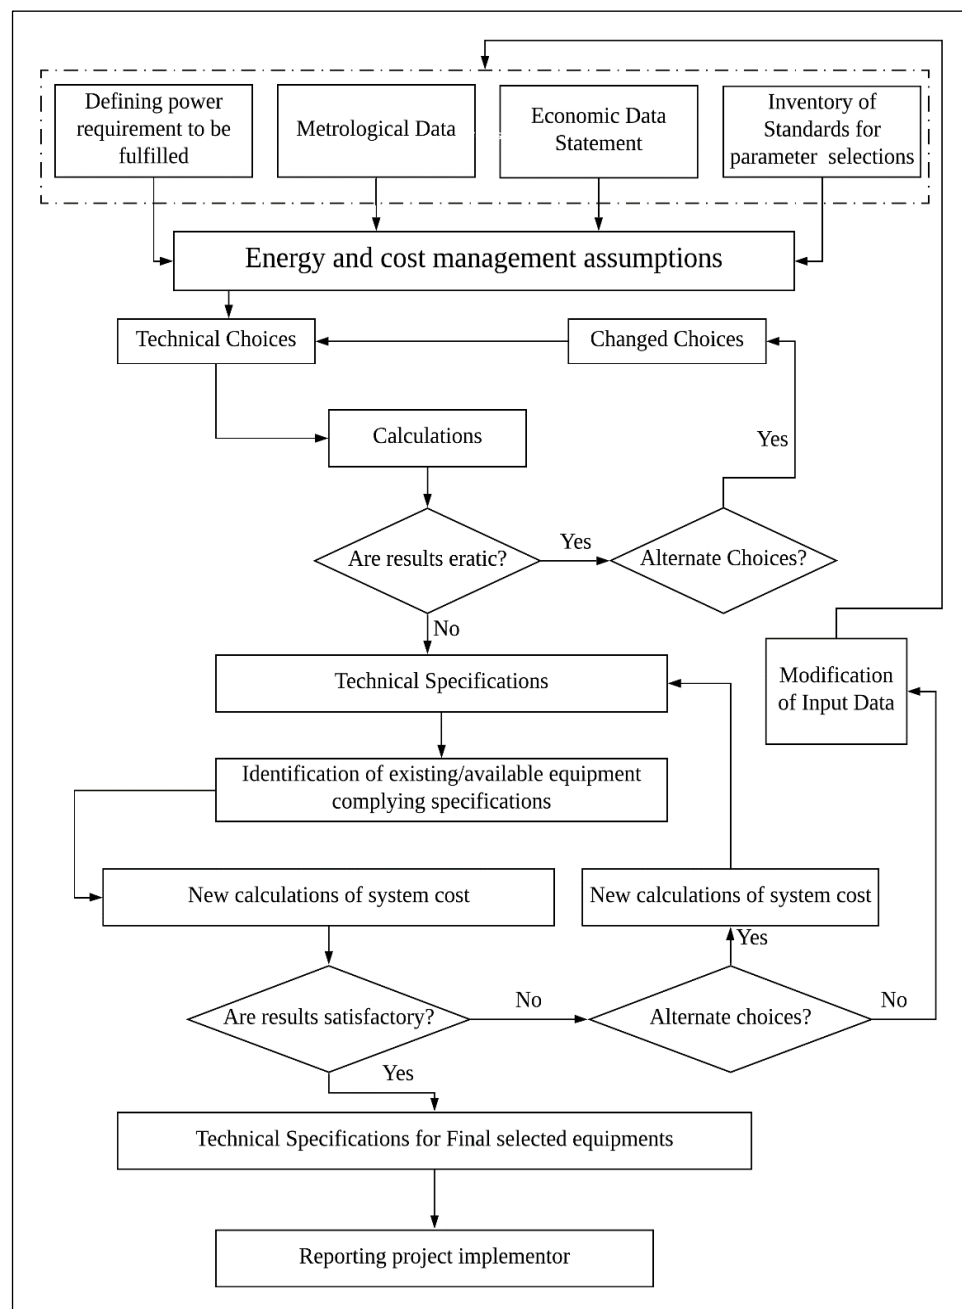 Defining power
requirement to be
fulfilled
Metrological Data
Economic Data
Statement
Inventory of
Standards for
parameter selections
Energy and cost management assumptions
Technical Choices
Changed Choices
Calculations
Yes
Are results eratic?
Yes
Alternate Choices?
No
Technical Specifications
Modification
of Input Data
Identification of existing/available equipment
complying specifications
New calculations of system cost
New calculations of system cost
Yes
Are results satisfactory?
No
Alternate choices?
No
Yes
Technical Specifications for Final selected equipments
Reporting project implementor